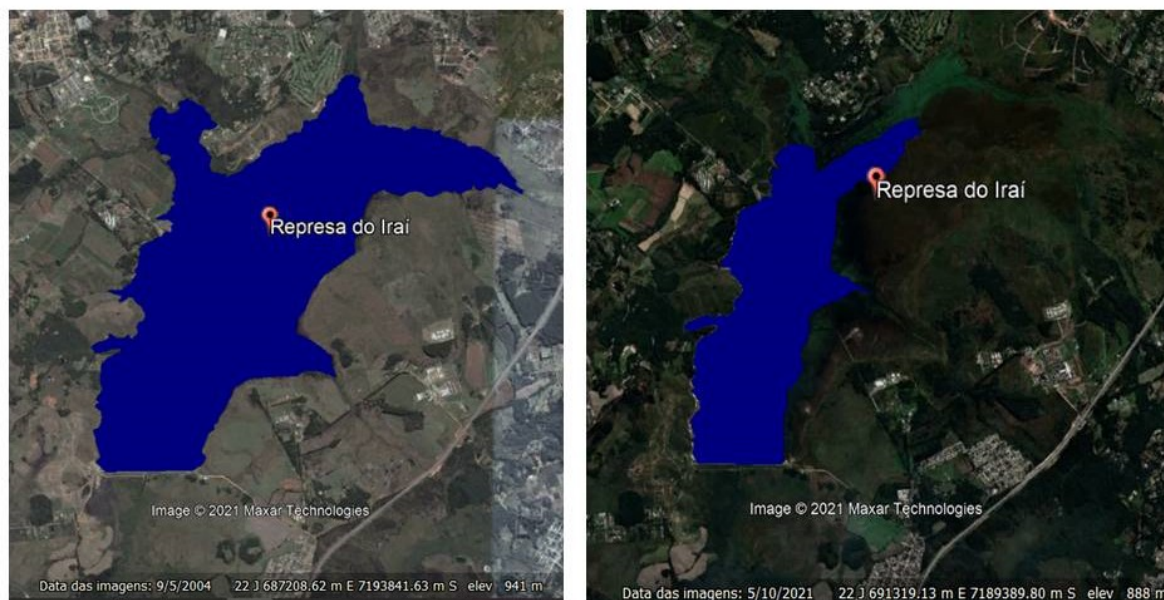 Represa do Iraí
Image © 2021 Maxar Technologies
Data das imagens: 9/5/2004 22 J 687208.62 m E 7193841.63 m S elev 941 m
Represa do Iraí
Image © 2021 Maxar Technologies
Data das imagens: 5/10/2021 22 J 691319.13 m E 7189389.80 m S elev 888 m